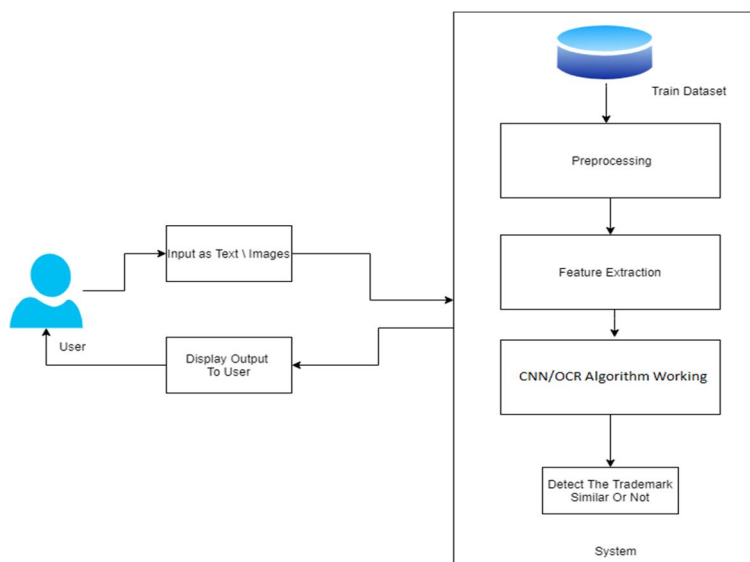 Train Dataset
Preprocessing
Input as Text \ Images
Feature Extraction
User
Display Output
To User
CNN/OCR Algorithm Working
Detect The Trademark
Similar Or Not
System